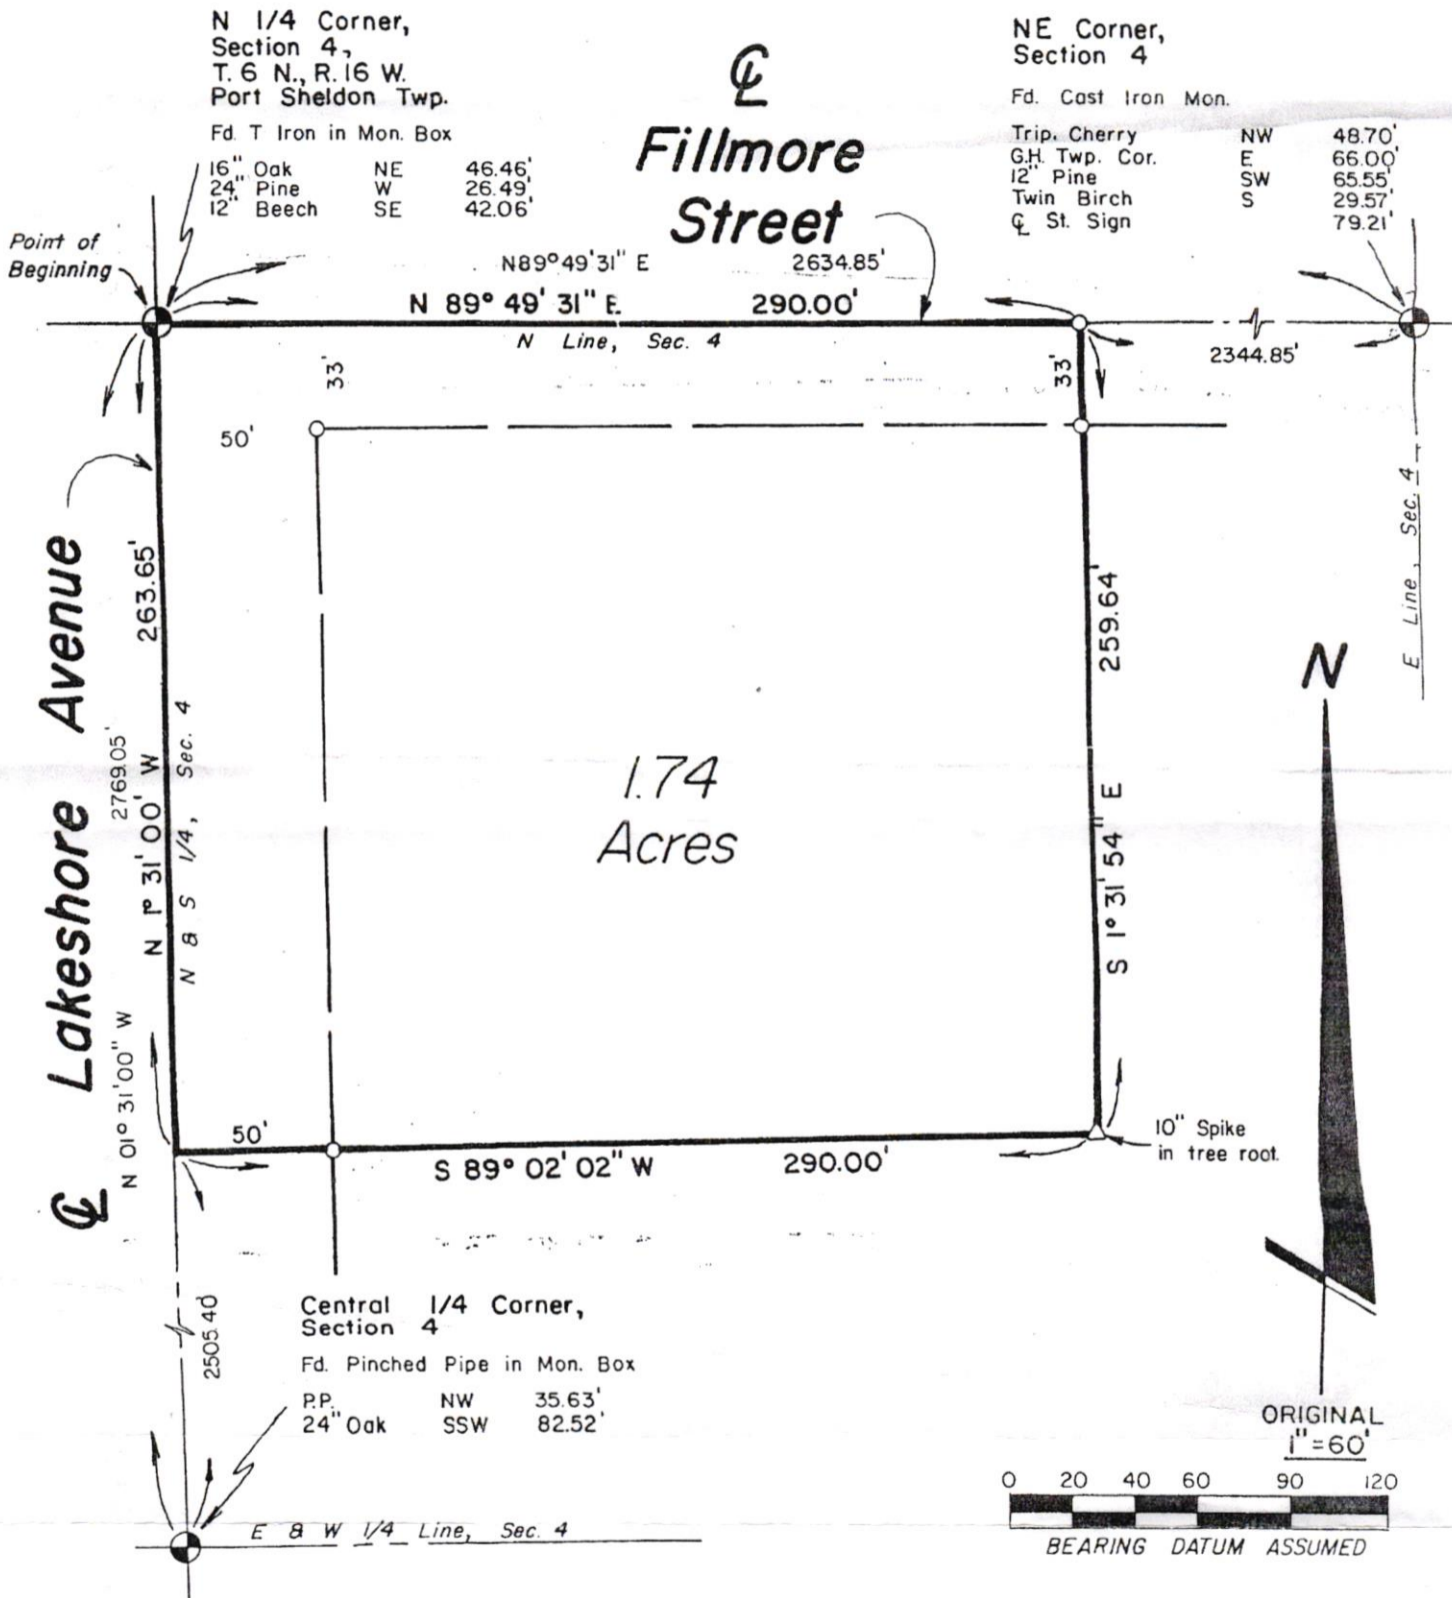 N 1/4 Corner,
Section 4,
T. 6 N., R. 16 W.
Port Sheldon Twp.
Fd. T Iron in Mon. Box
16" Oak NE 46.46'
24" Pine W 26.49'
12" Beech SE 42.06'
Point of
Beginning
℄
Fillmore
Street
NE Corner,
Section 4
Fd. Cast Iron Mon.
Trip. Cherry NW 48.70'
G.H. Twp. Cor. E 66.00'
12" Pine SW 65.55'
Twin Birch S 29.57'
℄ St. Sign 79.21'
N89°49'31" E 2634.85'
N 89° 49' 31" E. 290.00'
N Line, Sec. 4
2344.85'
33'
33'
50'
E Line, Sec. 4
℄ Lakeshore Avenue
263.65'
N 1° 31' 00' W
2769.05'
N 01° 31' 00" W
N & S 1/4, Sec. 4
1.74
Acres
259.64'
S 1° 31' 54" E
N
50'
S 89° 02' 02" W 290.00'
10" Spike
in tree root.
2505.40
Central 1/4 Corner,
Section 4
Fd. Pinched Pipe in Mon. Box
P.P. NW 35.63'
24" Oak SSW 82.52'
E & W 1/4 Line, Sec. 4
ORIGINAL
1"=60'
0 20 40 60 90 120
BEARING DATUM ASSUMED